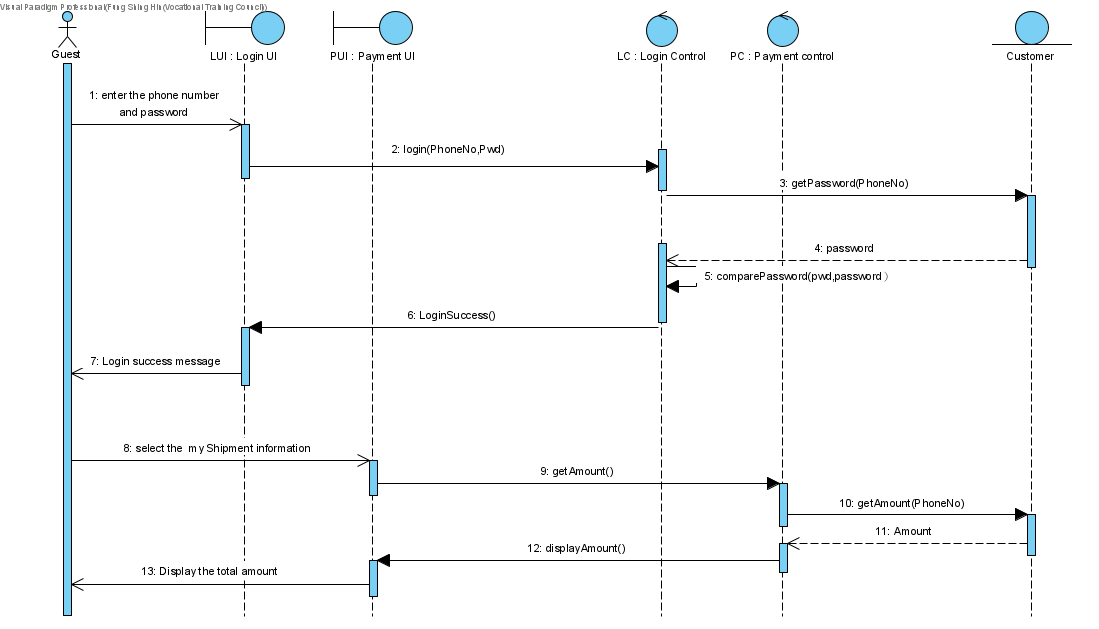 Visual Paradigm Professional(Fung Shing Hin(Vocational Training Council))
Guest
LUI : Login UI
PUI : Payment UI
LC : Login Control
PC : Payment control
Customer
1: enter the phone number
and password
2: login(PhoneNo,Pwd)
3: getPassword(PhoneNo)
4: password
5: comparePassword(pwd,password）
6: LoginSuccess()
7: Login success message
8: select the my Shipment information
9: getAmount()
10: getAmount(PhoneNo)
11: Amount
12: displayAmount()
13: Display the total amount